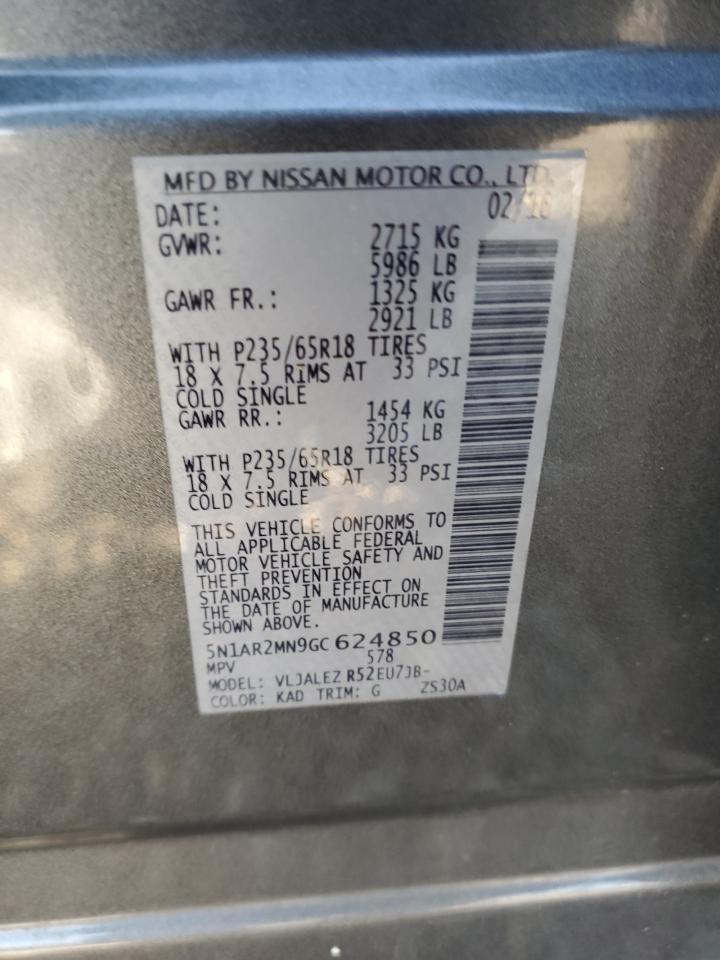 MFD BY NISSAN MOTOR CO., LTD.
DATE: 02/16
GVWR: 2715 KG
5986 LB
GAWR FR.: 1325 KG
2921 LB
WITH P235/65R18 TIRES
18 X 7.5 RIMS AT 33 PSI
COLD SINGLE
GAWR RR.: 1454 KG
3205 LB
WITH P235/65R18 TIRES
18 X 7.5 RIMS AT 33 PSI
COLD SINGLE
THIS VEHICLE CONFORMS TO
ALL APPLICABLE FEDERAL
MOTOR VEHICLE SAFETY AND
THEFT PREVENTION
STANDARDS IN EFFECT ON
THE DATE OF MANUFACTURE
SHOWN ABOVE.
5N1AR2MN9GC 624850
MPV 578
MODEL: VLJALEZ R52EU7JB-
COLOR: KAD TRIM: G ZS30A